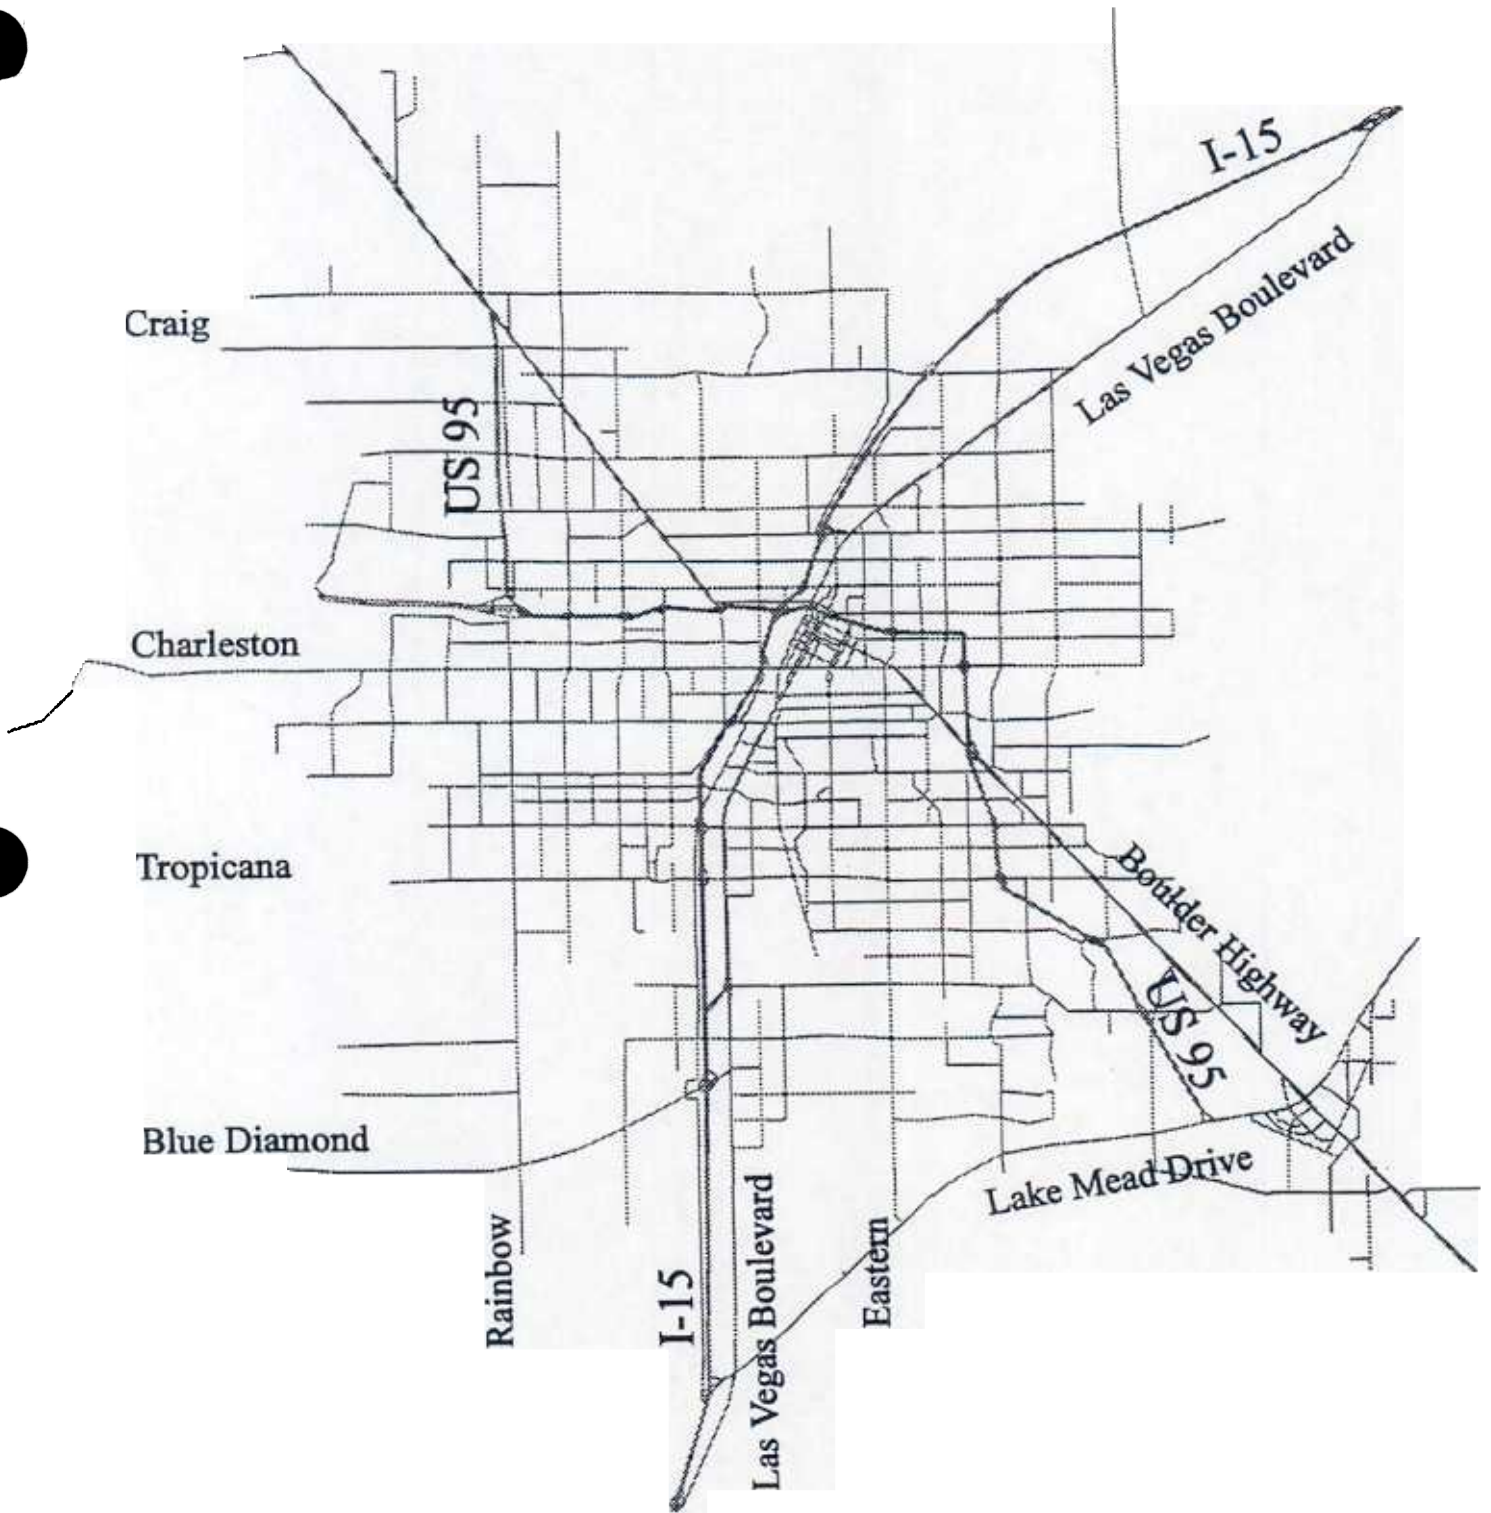 I-15
Las Vegas Boulevard
Craig
US 95
Charleston
Tropicana
Boulder Highway
US 95
Blue Diamond
Lake Mead Drive
Rainbow
I-15
Las Vegas Boulevard
Eastern